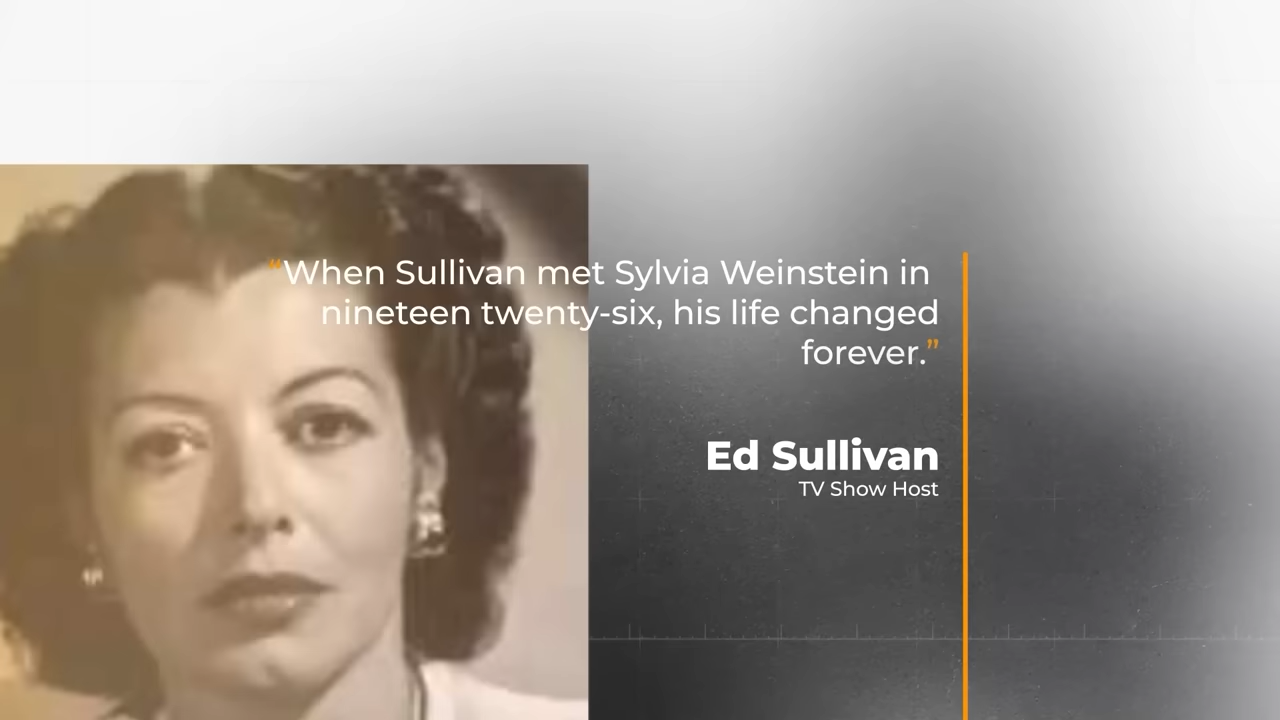 “When Sullivan met Sylvia Weinstein in
nineteen twenty-six, his life changed
forever.”
Ed Sullivan
TV Show Host